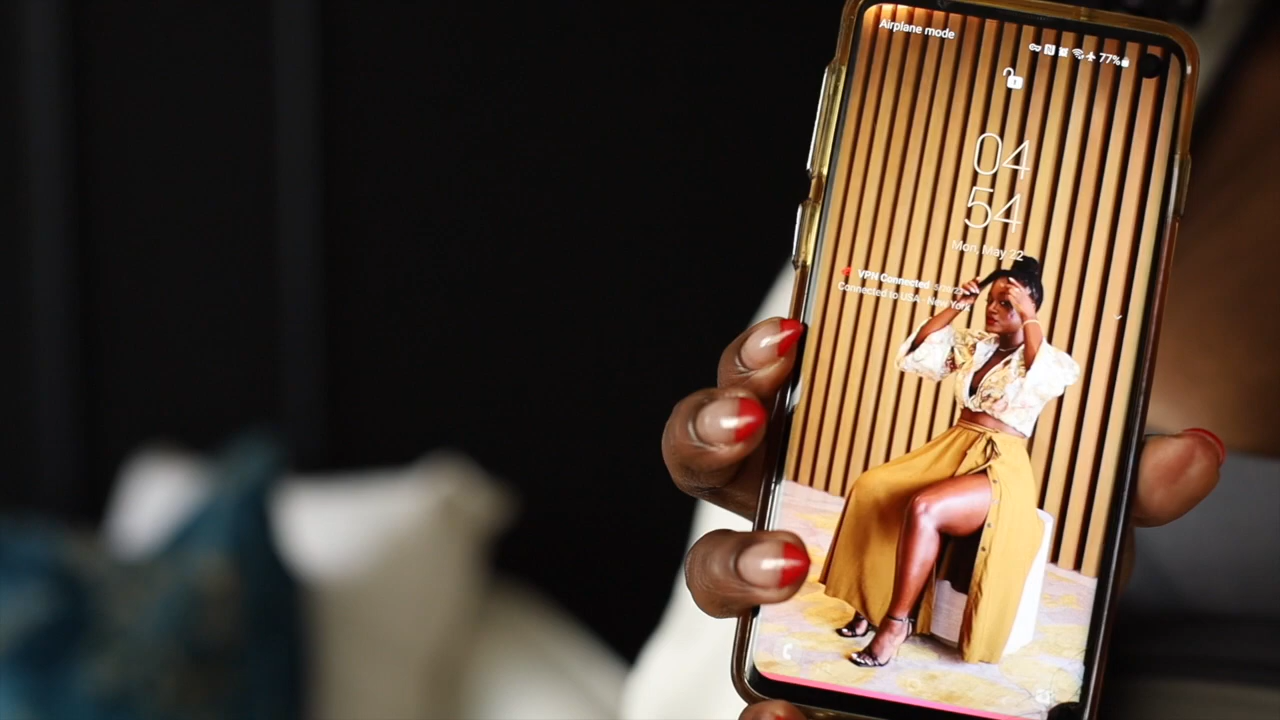 Airplane mode
77%
04
54
Mon, May 22
VPN Connected
Connected to USA - New York